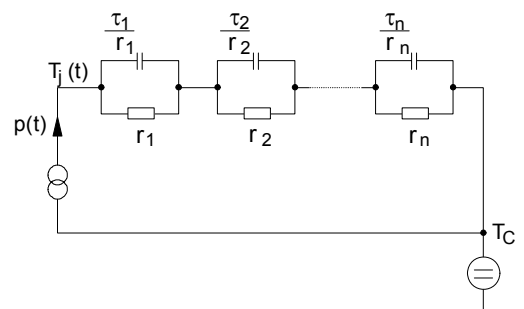 τ1 τ2 τn
r1 r2 rn
Tj (t)
r1 r2 rn
p(t)
TC